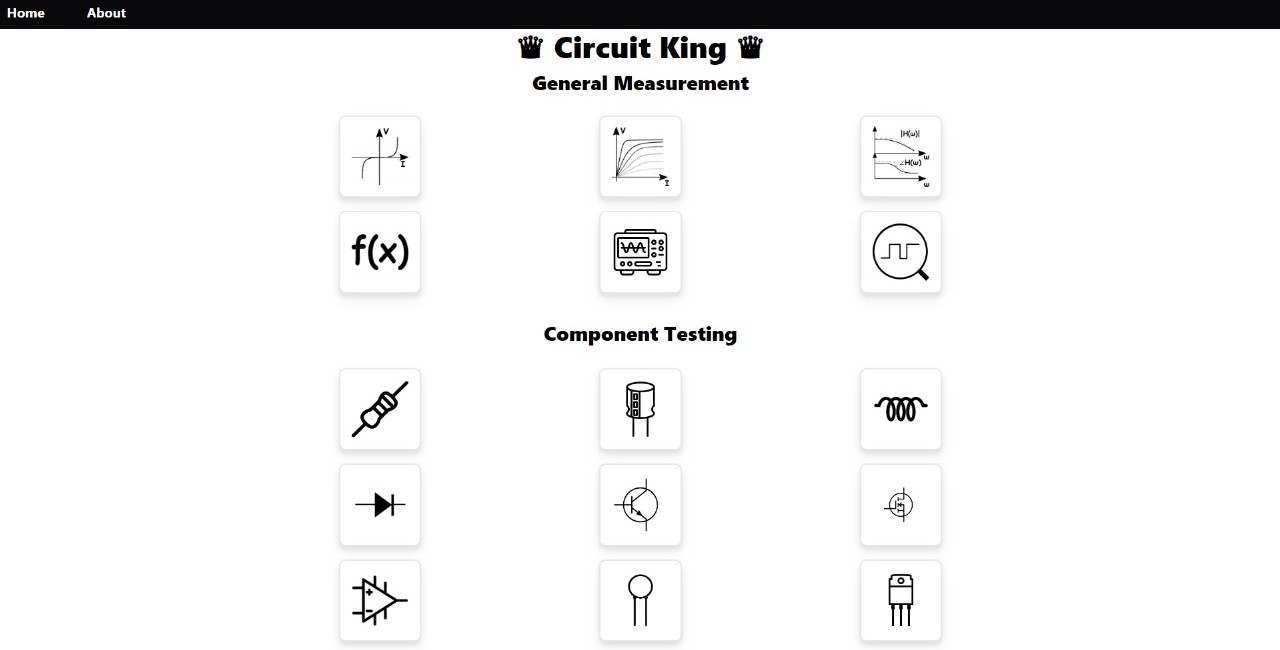 Home About
♛ Circuit King ♛
General Measurement
V
I
V
I
|H(ω)|
ω
∠H(ω)
ω
f(x)
Component Testing
+
-